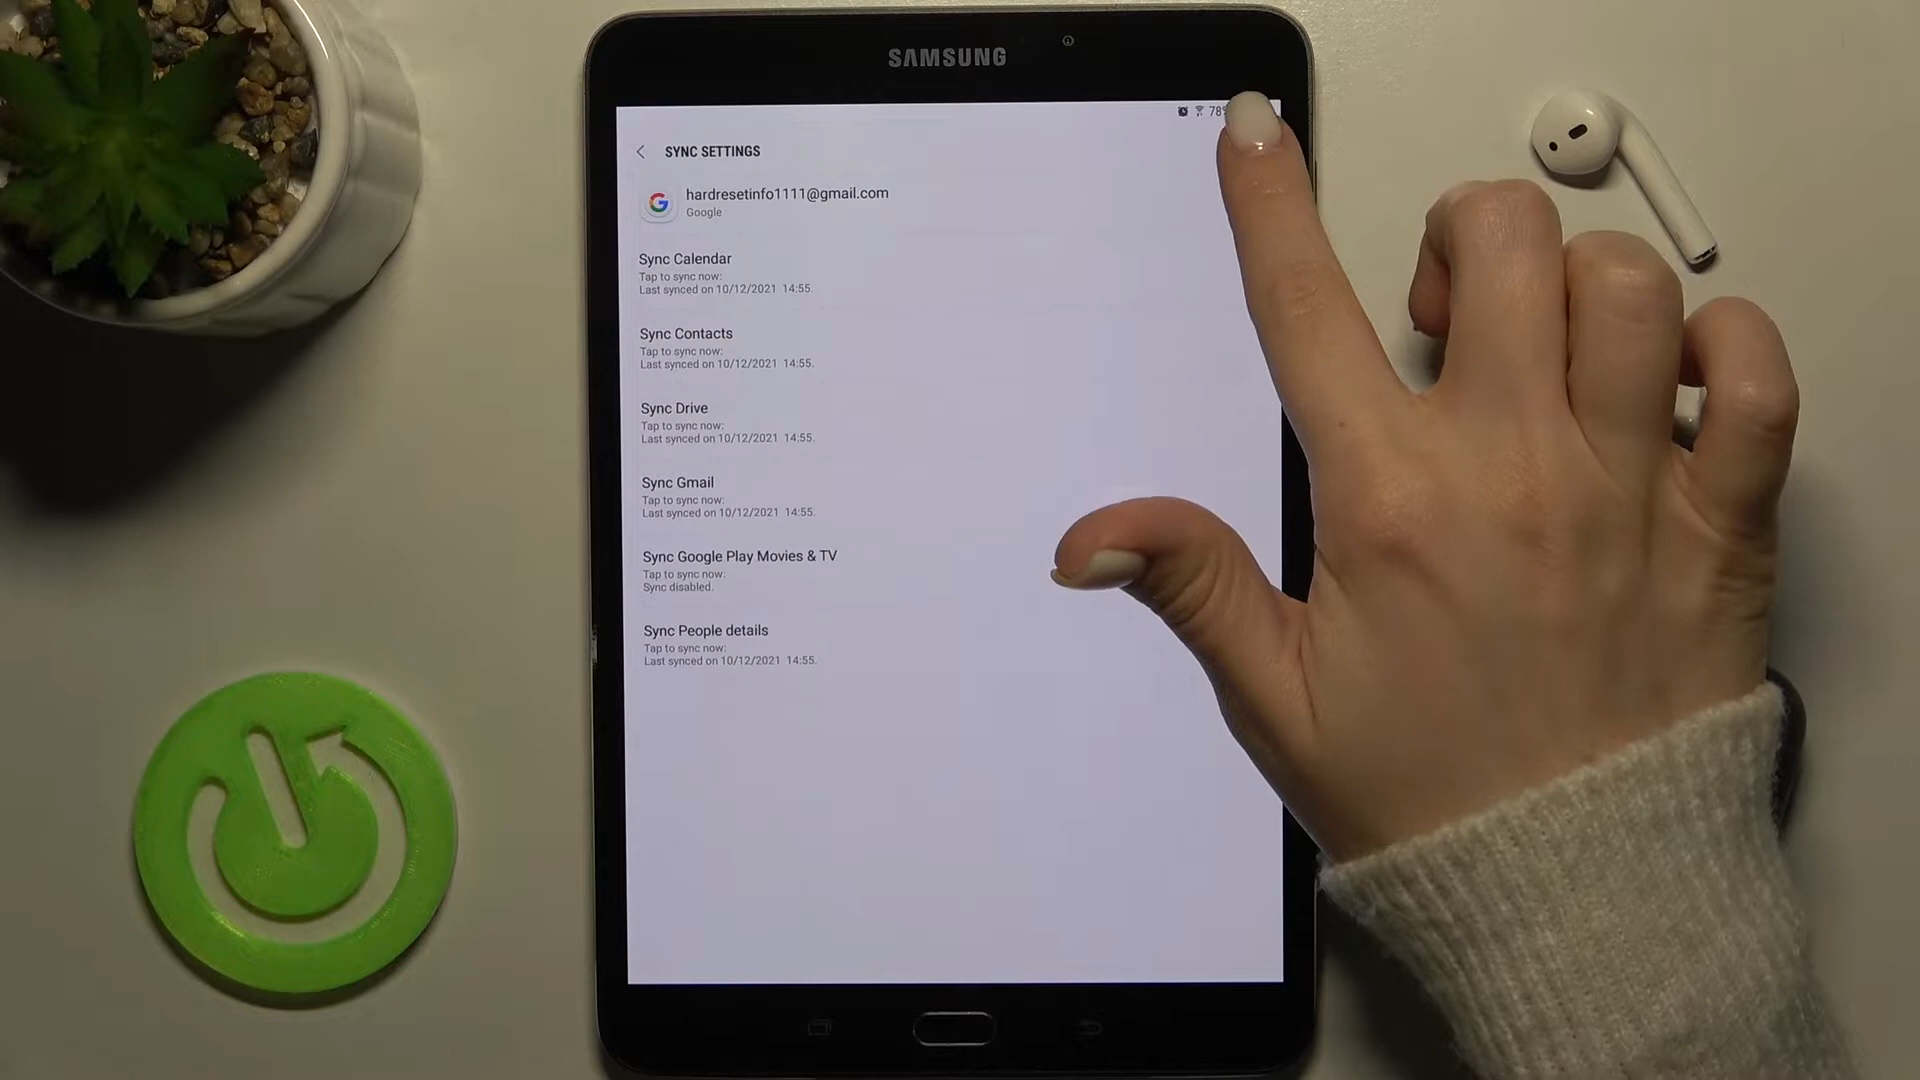 SAMSUNG
78
SYNC SETTINGS
hardresetinfo1111@gmail.com
Google
Sync Calendar
Tap to sync now:
Last synced on 10/12/2021 14:55.
Sync Contacts
Tap to sync now:
Last synced on 10/12/2021 14:55.
Sync Drive
Tap to sync now:
Last synced on 10/12/2021 14:55.
Sync Gmail
Tap to sync now:
Last synced on 10/12/2021 14:55.
Sync Google Play Movies & TV
Tap to sync now:
Sync disabled.
Sync People details
Tap to sync now:
Last synced on 10/12/2021 14:55.